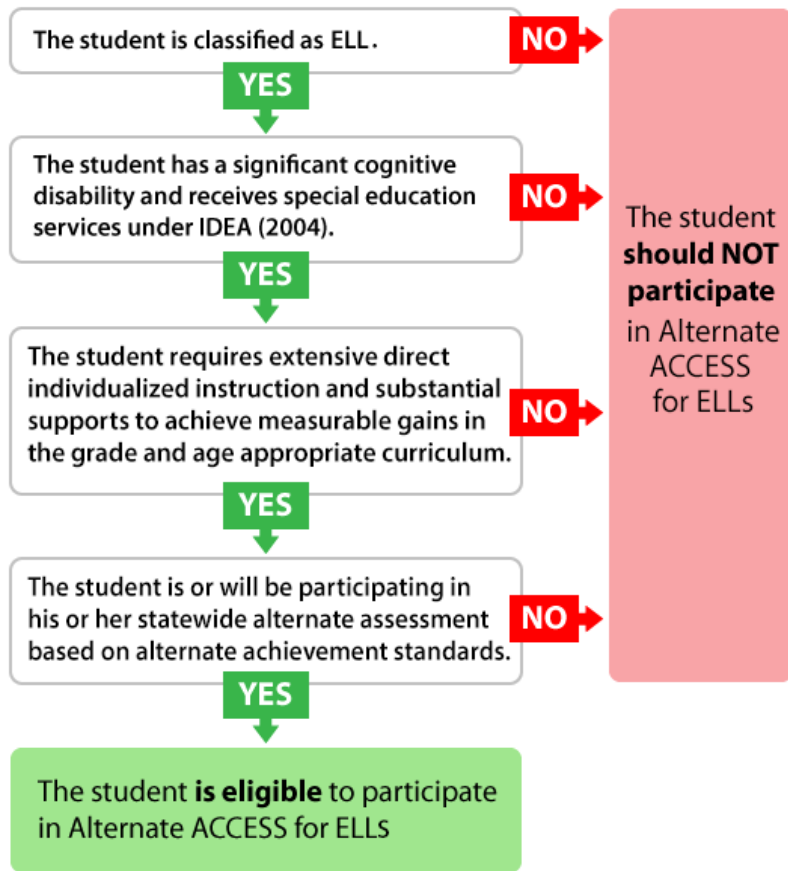 The student is classified as ELL.
NO
YES
The student has a significant cognitive
disability and receives special education
services under IDEA (2004).
NO
YES
The student requires extensive direct
individualized instruction and substantial
supports to achieve measurable gains in
the grade and age appropriate curriculum.
NO
YES
The student is or will be participating in
his or her statewide alternate assessment
based on alternate achievement standards.
NO
YES
The student is eligible to participate
in Alternate ACCESS for ELLs
The student
should NOT
participate
in Alternate
ACCESS
for ELLs